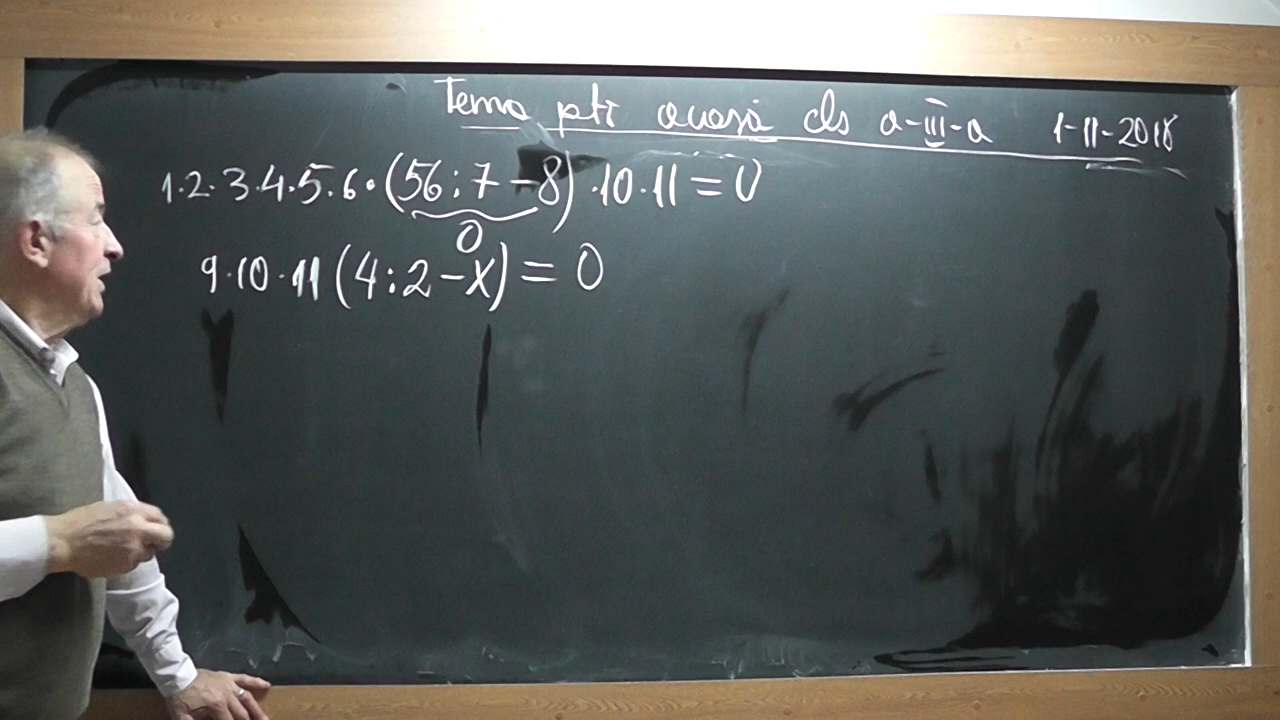 Tema ptr acasă cls a-III-a 1-11-2018
1·2·3·4·5·6·(56:7-8)·10·11=0
0
9·10·11(4:2-x)=0